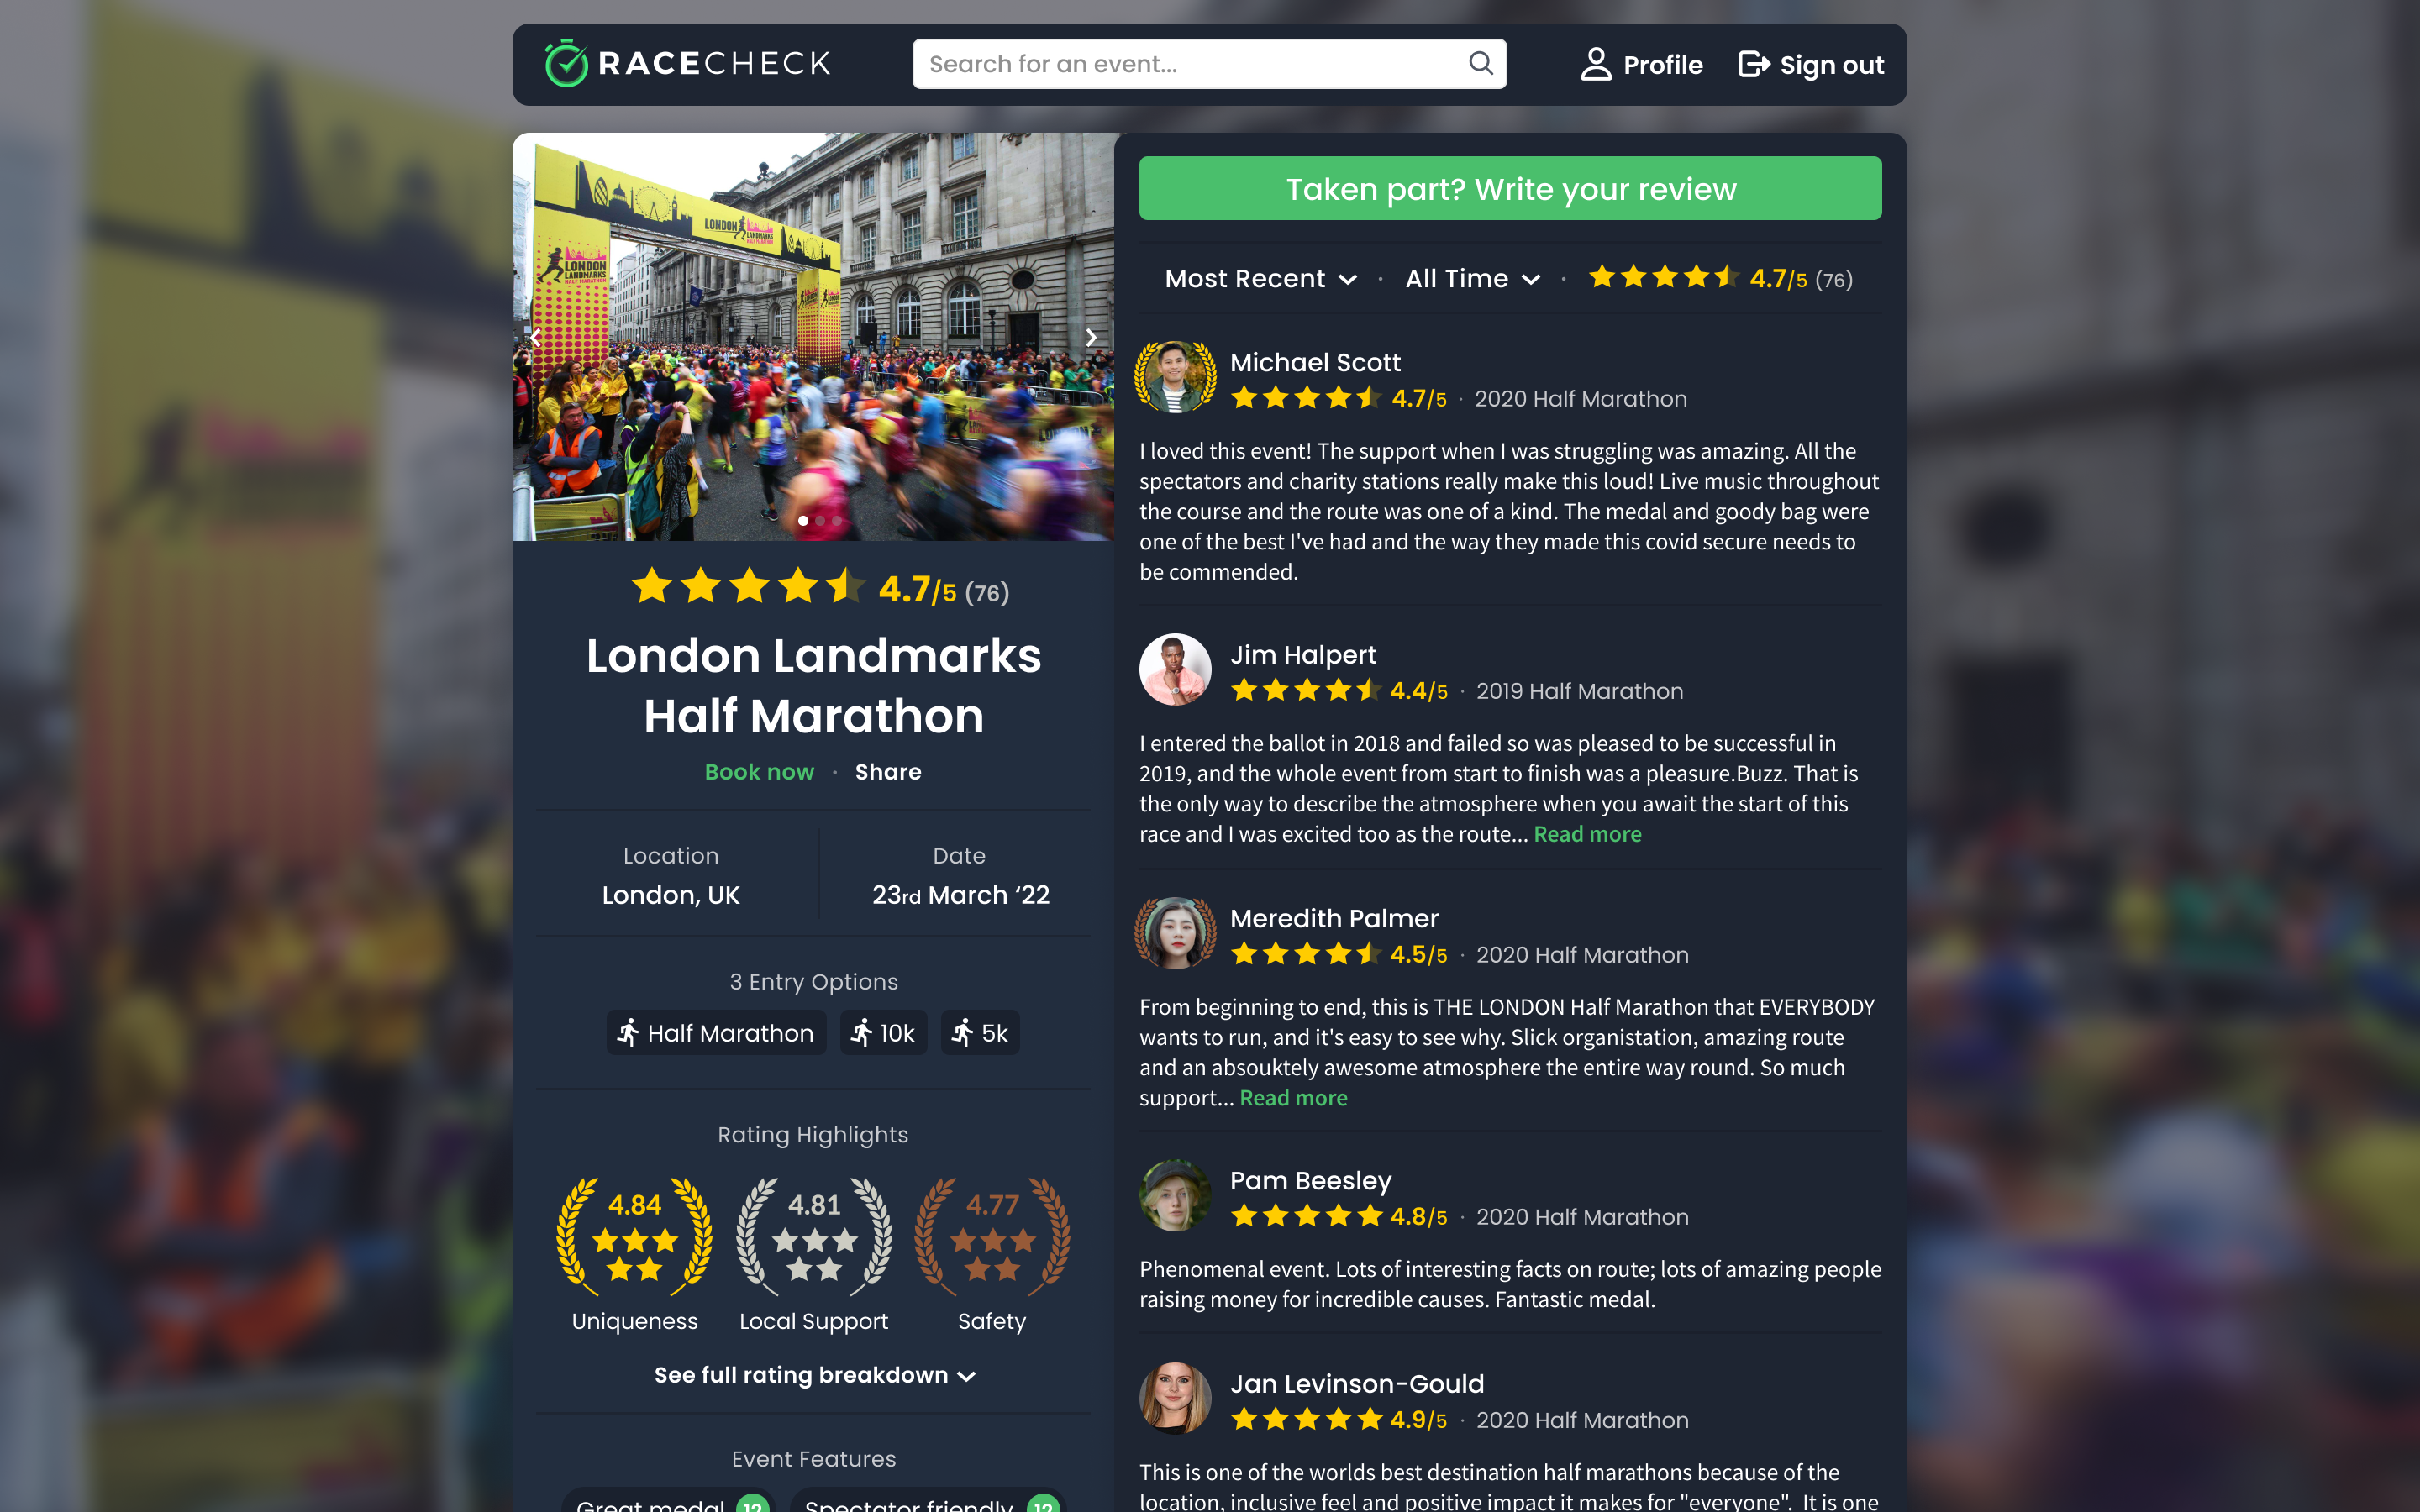 RACECHECK
Search for an event...
Profile
Sign out
LONDON
LANDMARKS
HALF MARATHON
LONDON
LANDMARKS
HALF MARATHON
4.7/5 (76)
London Landmarks
Half Marathon
Book now · Share
Location
London, UK
Date
23rd March ‘22
3 Entry Options
Half Marathon
10k
5k
Rating Highlights
4.84
Uniqueness
4.81
Local Support
4.77
Safety
See full rating breakdown
Event Features
Great medal 12
Spectator friendly 12
Taken part? Write your review
Most Recent · All Time · 4.7/5 (76)
Michael Scott
4.7/5 · 2020 Half Marathon
I loved this event! The support when I was struggling was amazing. All the
spectators and charity stations really make this loud! Live music throughout
the course and the route was one of a kind. The medal and goody bag were
one of the best I've had and the way they made this covid secure needs to
be commended.
Jim Halpert
4.4/5 · 2019 Half Marathon
I entered the ballot in 2018 and failed so was pleased to be successful in
2019, and the whole event from start to finish was a pleasure.Buzz. That is
the only way to describe the atmosphere when you await the start of this
race and I was excited too as the route... Read more
Meredith Palmer
4.5/5 · 2020 Half Marathon
From beginning to end, this is THE LONDON Half Marathon that EVERYBODY
wants to run, and it's easy to see why. Slick organistation, amazing route
and an absouktely awesome atmosphere the entire way round. So much
support... Read more
Pam Beesley
4.8/5 · 2020 Half Marathon
Phenomenal event. Lots of interesting facts on route; lots of amazing people
raising money for incredible causes. Fantastic medal.
Jan Levinson-Gould
4.9/5 · 2020 Half Marathon
This is one of the worlds best destination half marathons because of the
location, inclusive feel and positive impact it makes for "everyone". It is one